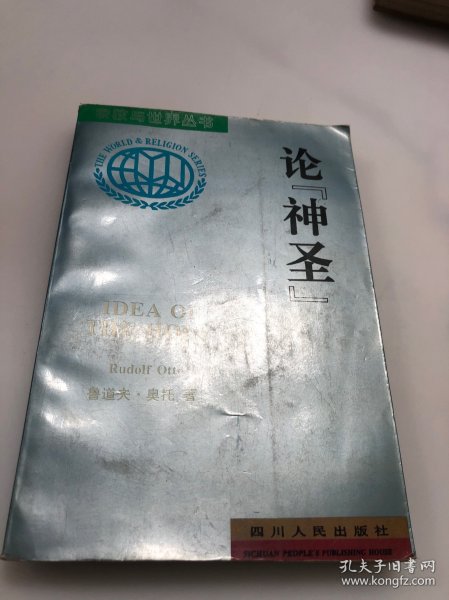 宗教与世界丛书
THE WORLD & RELIGION SERIES
论『神圣』
IDEA O
Rudolf Otto
鲁道夫·奥托 著
四川人民出版社
SICHUAN PEOPLE'S PUBLISHING HOUSE
孔夫子旧书网
www.kongfz.com